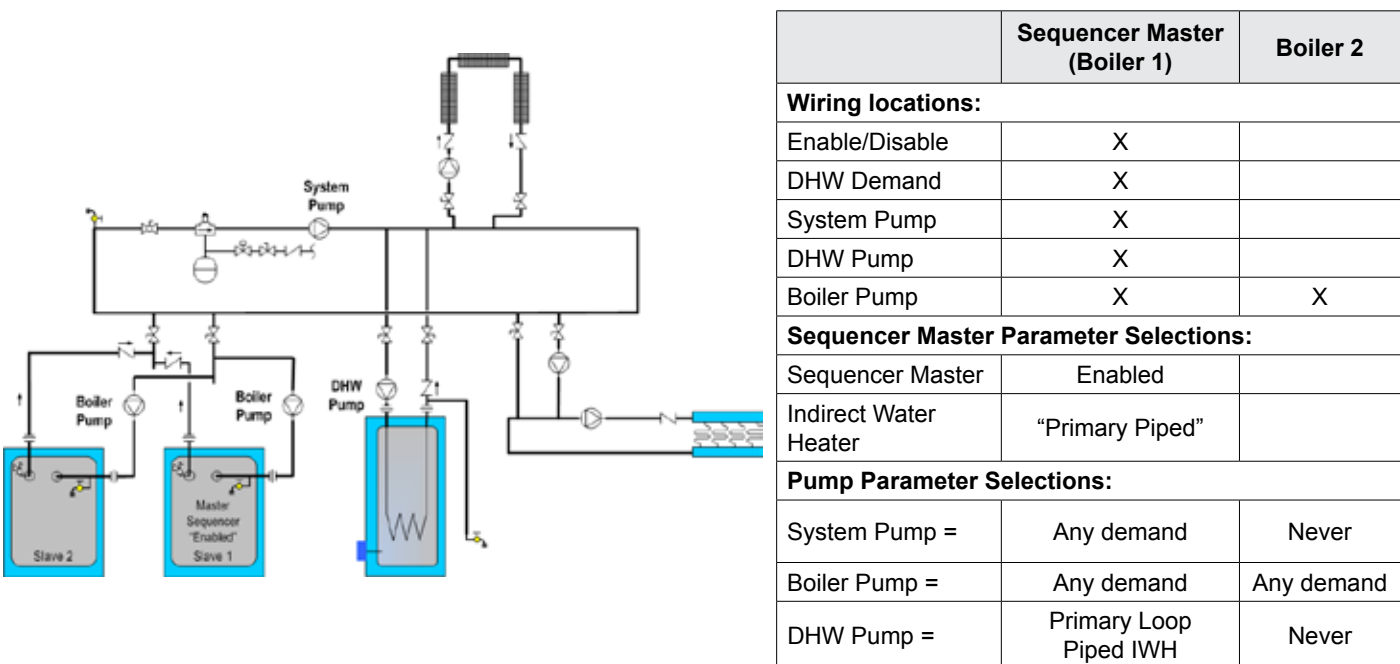 System
Pump
Boiler
Pump
Boiler
Pump
DHW
Pump
Slave 2
Master
Sequencer
"Enabled"
Slave 1
Sequencer Master
(Boiler 1)
Boiler 2
Wiring locations:
Enable/Disable X
DHW Demand X
System Pump X
DHW Pump X
Boiler Pump X X
Sequencer Master Parameter Selections:
Sequencer Master Enabled
Indirect Water
Heater
“Primary Piped”
Pump Parameter Selections:
System Pump = Any demand Never
Boiler Pump = Any demand Any demand
DHW Pump =
Primary Loop
Piped IWH
Never